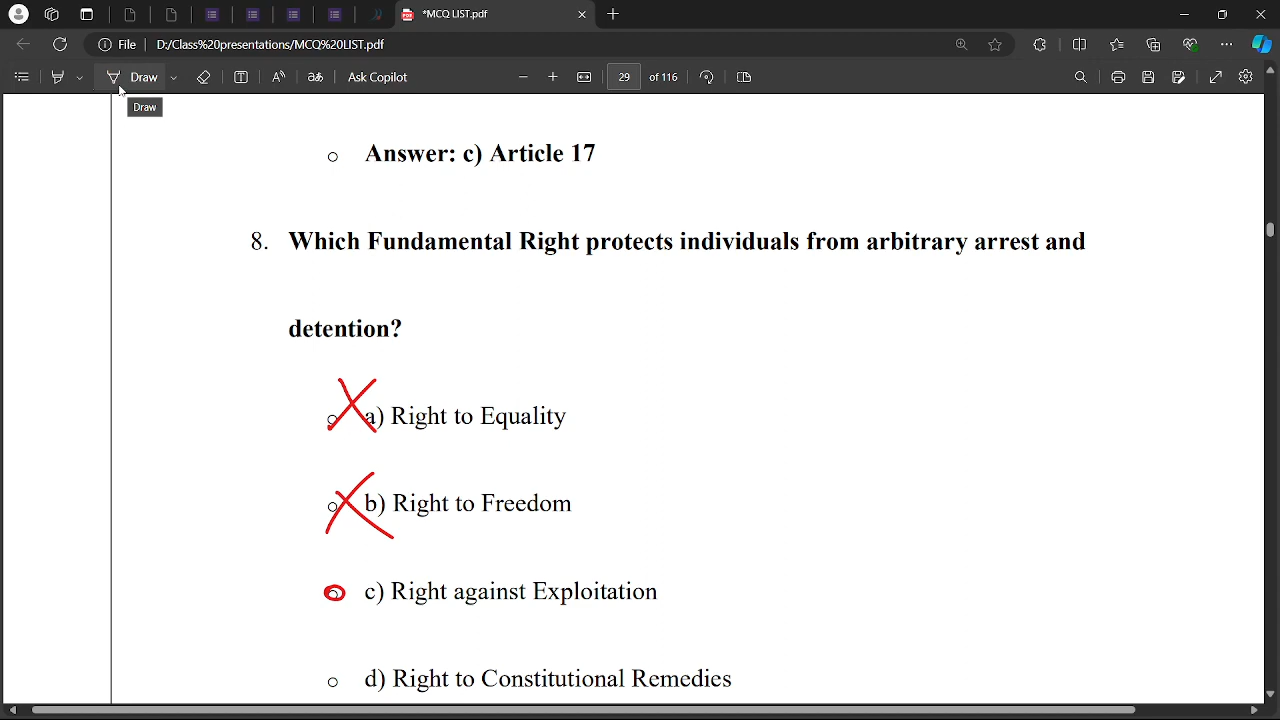 *MCQ LIST.pdf
File D:/Class%20presentations/MCQ%20LIST.pdf
Draw Ask Copilot 29 of 116
Draw
Answer: c) Article 17
8. Which Fundamental Right protects individuals from arbitrary arrest and
detention?
a) Right to Equality
b) Right to Freedom
c) Right against Exploitation
d) Right to Constitutional Remedies